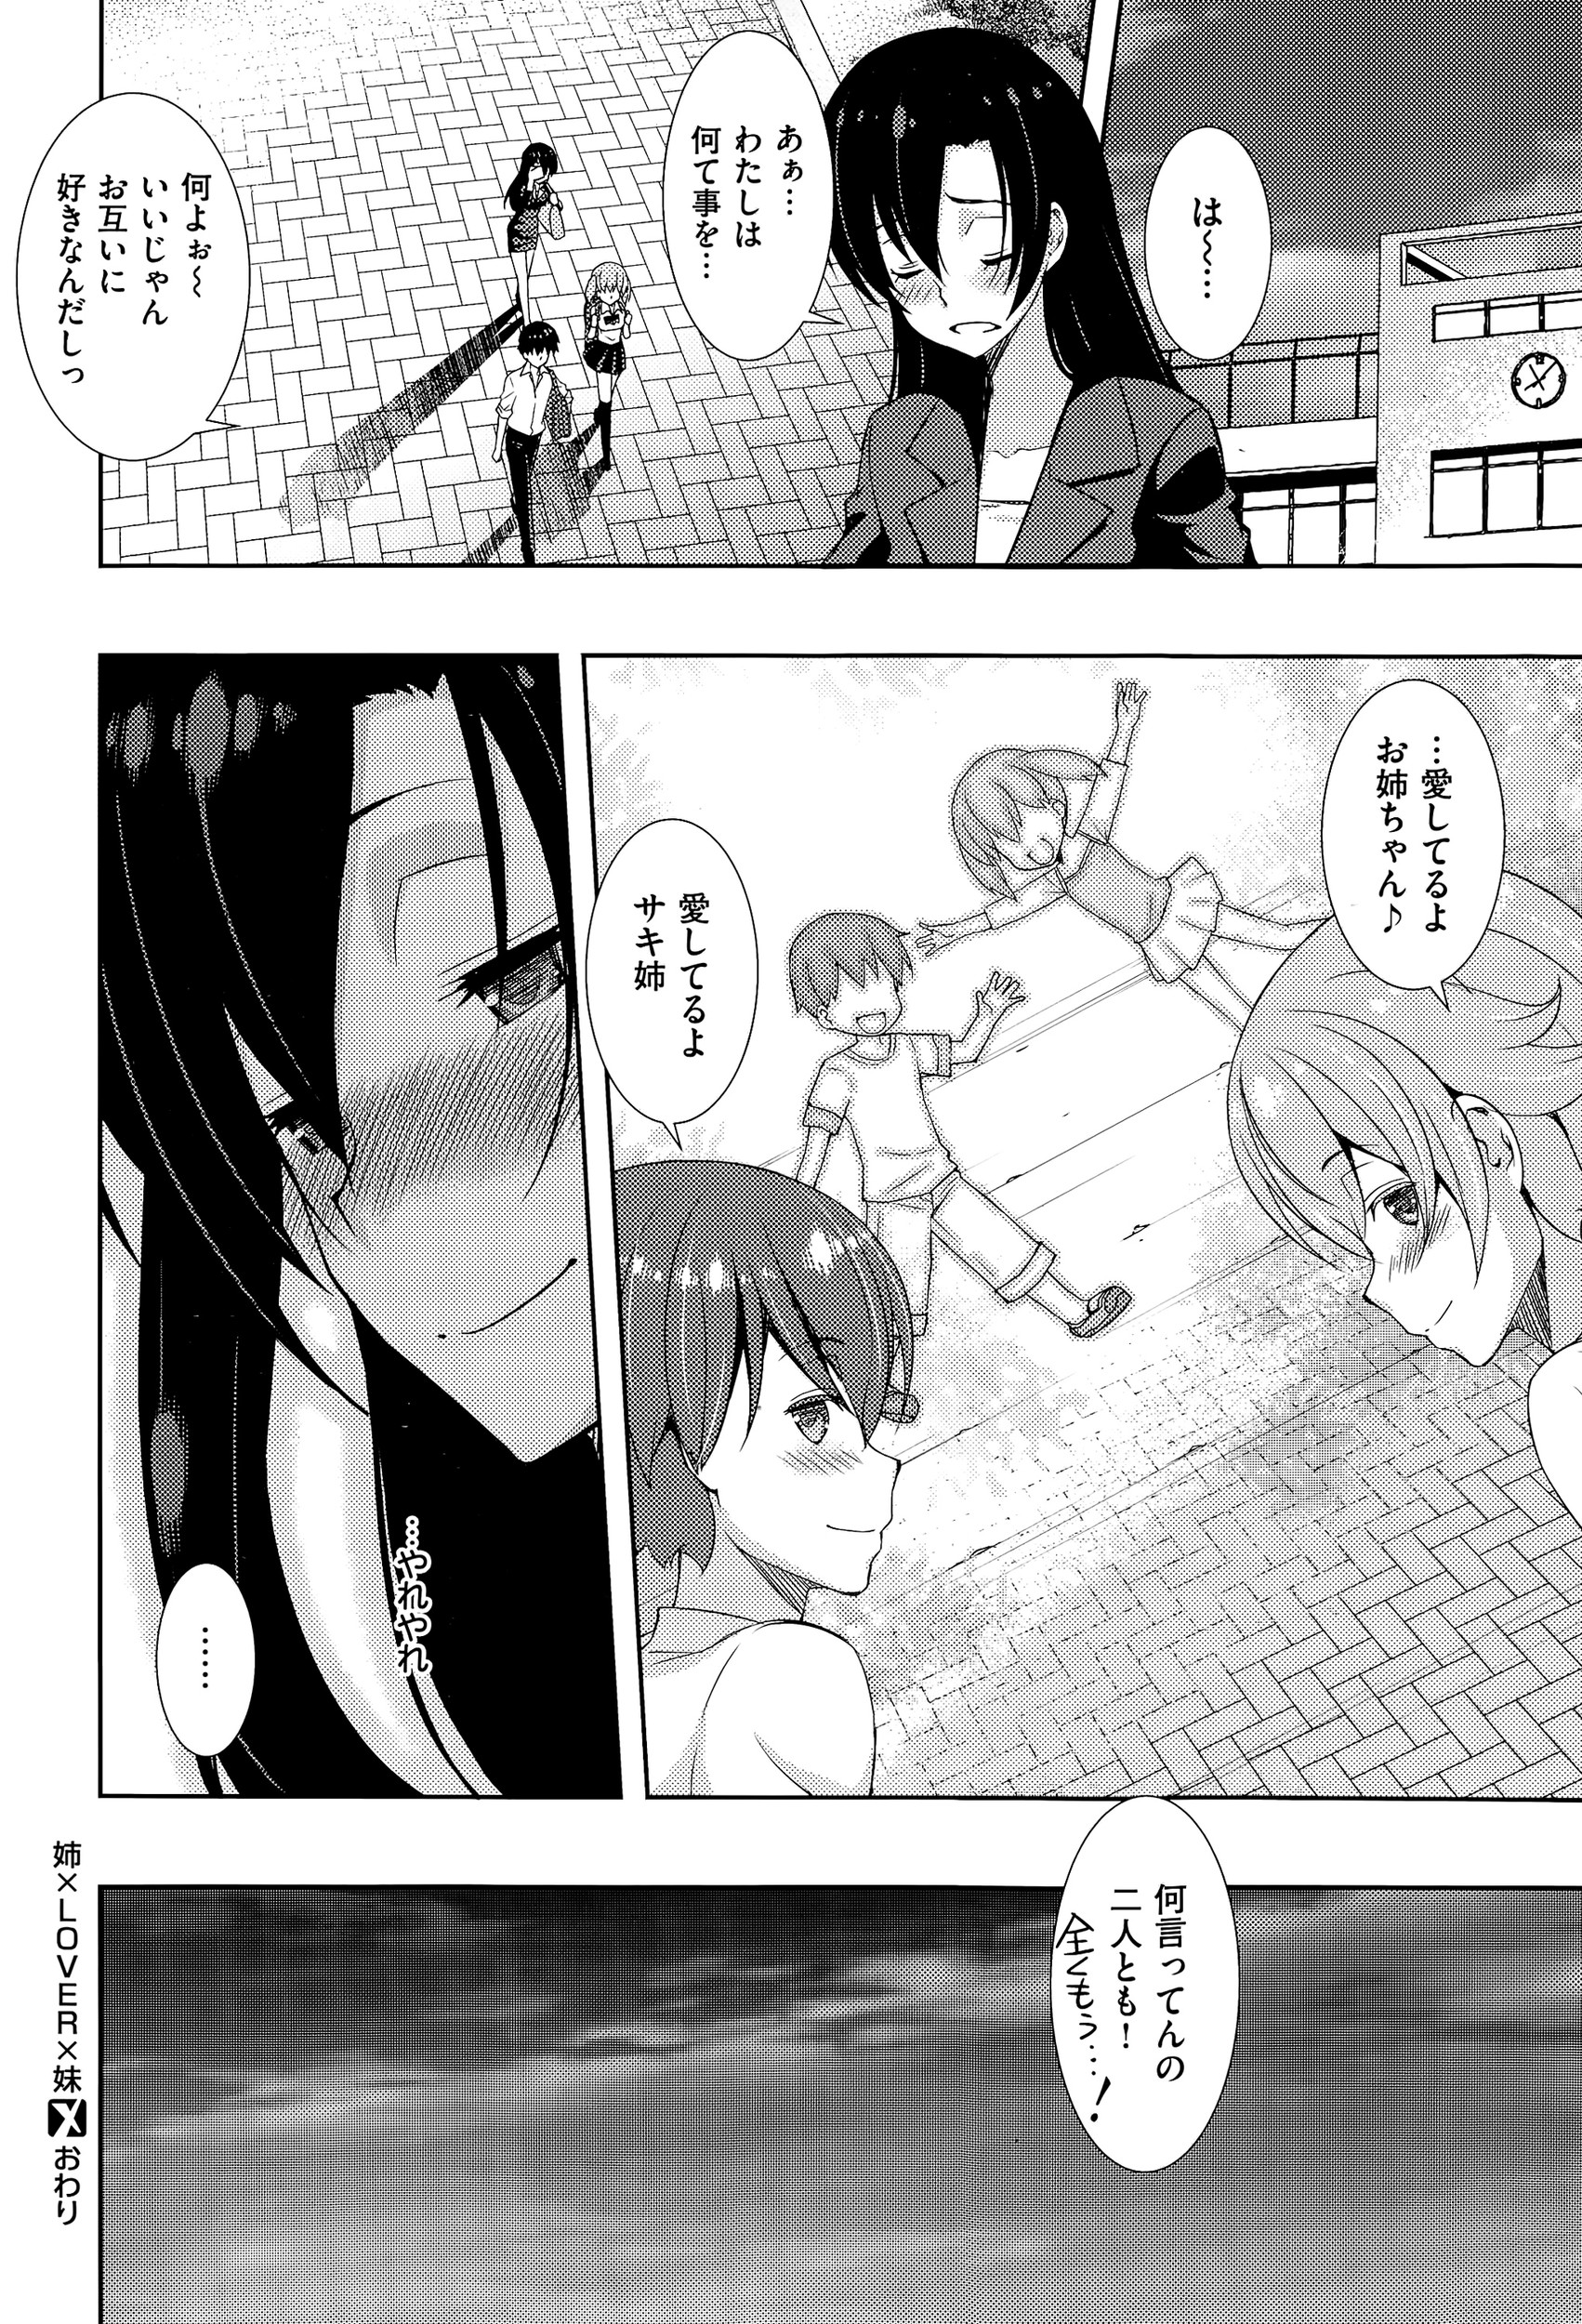 は〜…
あぁ…
わたしは
何て事を…
何よぉ〜
いいじゃん
お互いに
好きなんだしっ
…愛してるよ
お姉ちゃん♪
愛してるよ
サキ姉
…やれやれ
……
何言ってんの
二人とも！
全くもぅ…！
姉×LOVER×妹 X おわり